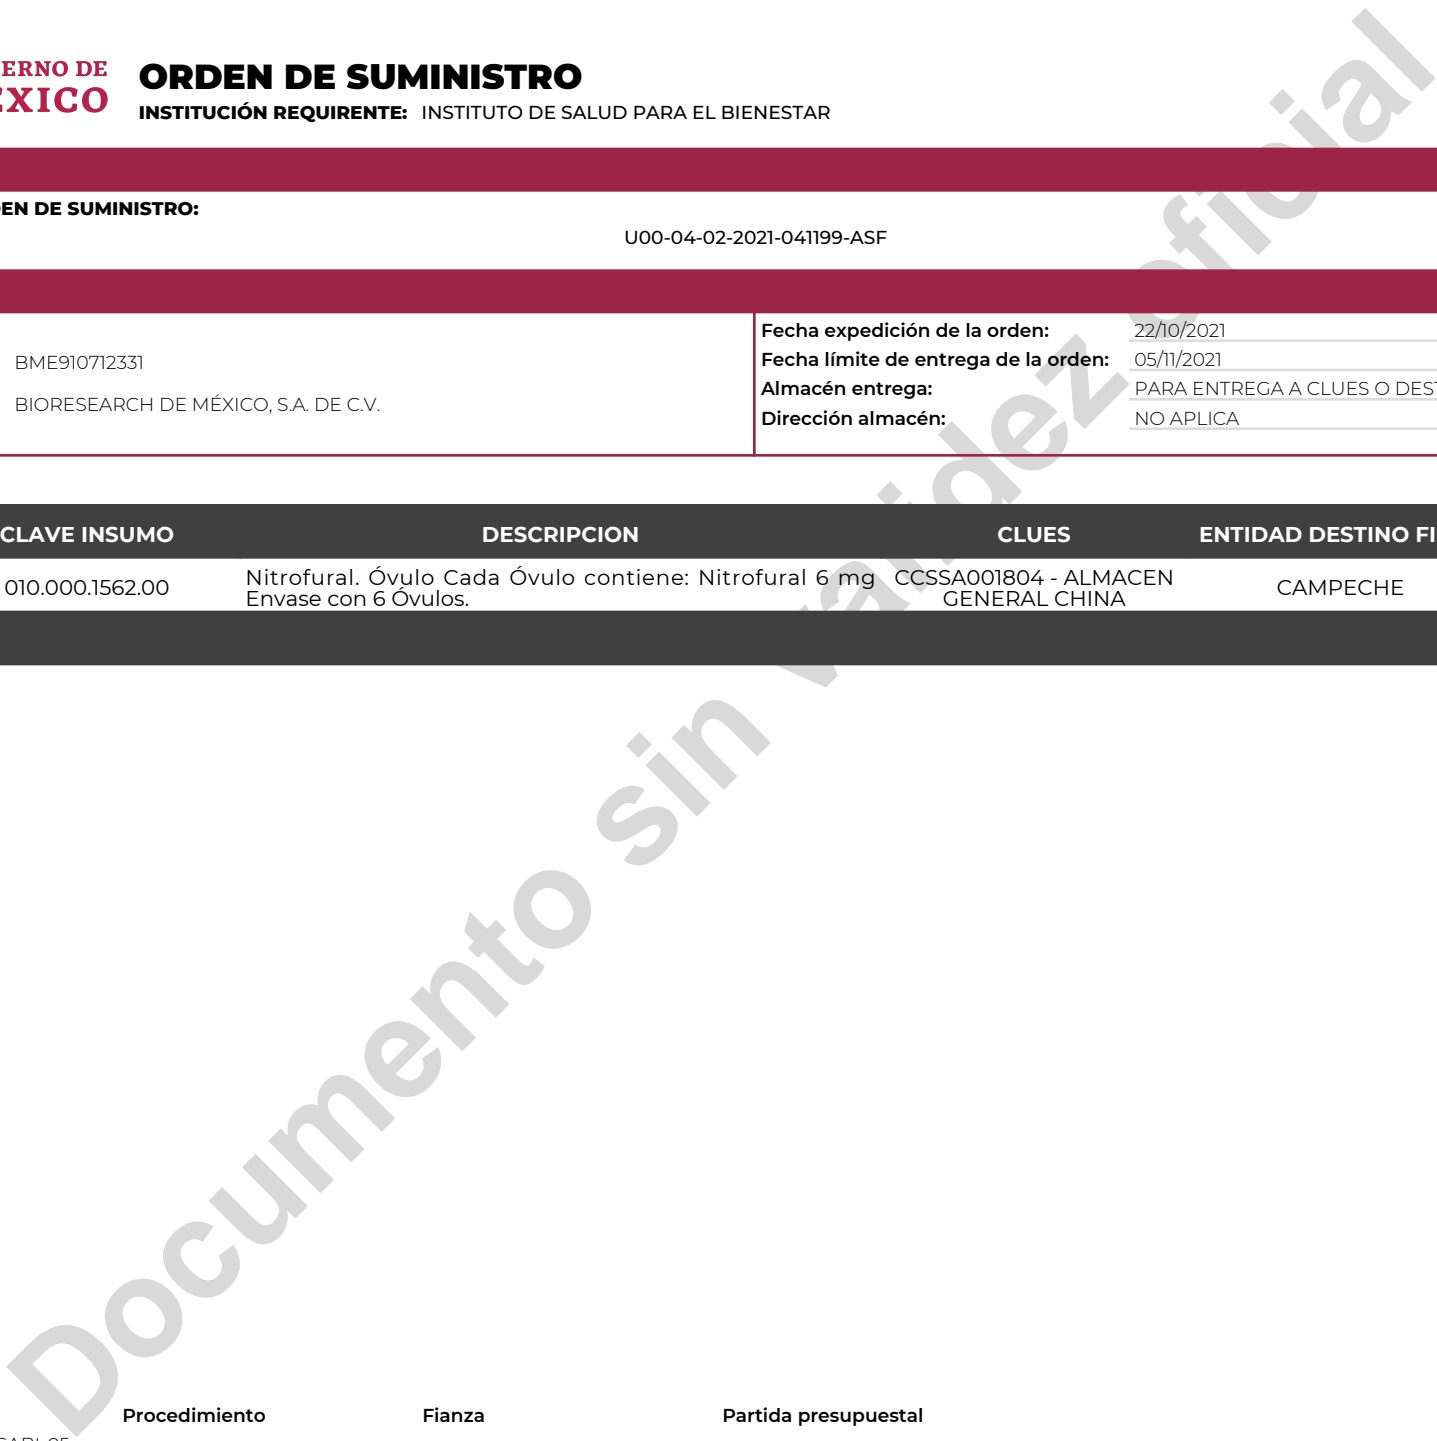 ERNO DE
ORDEN DE SUMINISTRO
XICO
INSTITUCIÓN REQUIRENTE: INSTITUTO DE SALUD PARA EL BIENESTAR
EN DE SUMINISTRO:
U00-04-02-2021-041199-ASF
Fecha expedición de la orden: 22/10/2021
BME910712331
Fecha límite de entrega de la orden: 05/11/2021
Almacén entrega: PARA ENTREGA A CLUES O DEST
BIORESEARCH DE MÉXICO, S.A. DE C.V.
Dirección almacén: NO APLICA
CLAVE INSUMO DESCRIPCION CLUES ENTIDAD DESTINO FI
010.000.1562.00
Nitrofural. Óvulo Cada Óvulo contiene: Nitrofural 6 mg
Envase con 6 Óvulos.
CCSSA001804 - ALMACEN
GENERAL CHINA
CAMPECHE
Documento sin validez oficial
Procedimiento Fianza Partida presupuestal